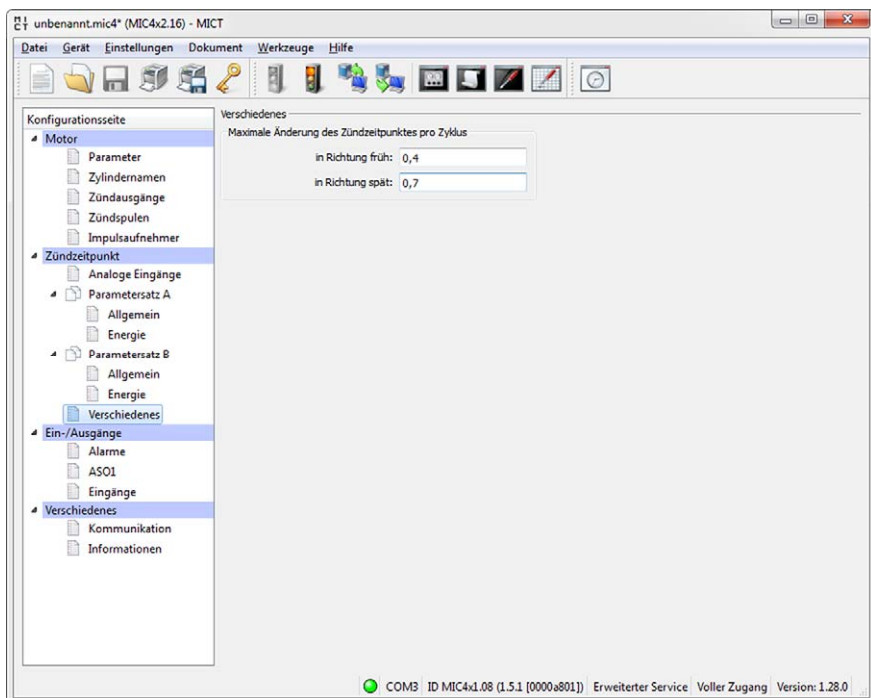 unbenannt.mic4* (MIC4x2.16) - MICT
Datei Gerät Einstellungen Dokument Werkzeuge Hilfe
Konfigurationsseite
Motor
Parameter
Zylindernamen
Zündausgänge
Zündspulen
Impulsaufnehmer
Zündzeitpunkt
Analoge Eingänge
Parametersatz A
Allgemein
Energie
Parametersatz B
Allgemein
Energie
Verschiedenes
Ein-/Ausgänge
Alarme
ASO1
Eingänge
Verschiedenes
Kommunikation
Informationen
Verschiedenes
Maximale Änderung des Zündzeitpunktes pro Zyklus
in Richtung früh: 0,4
in Richtung spät: 0,7
COM3 ID MIC4x1.08 (1.5.1 [0000a801]) Erweiterter Service Voller Zugang Version: 1.28.0